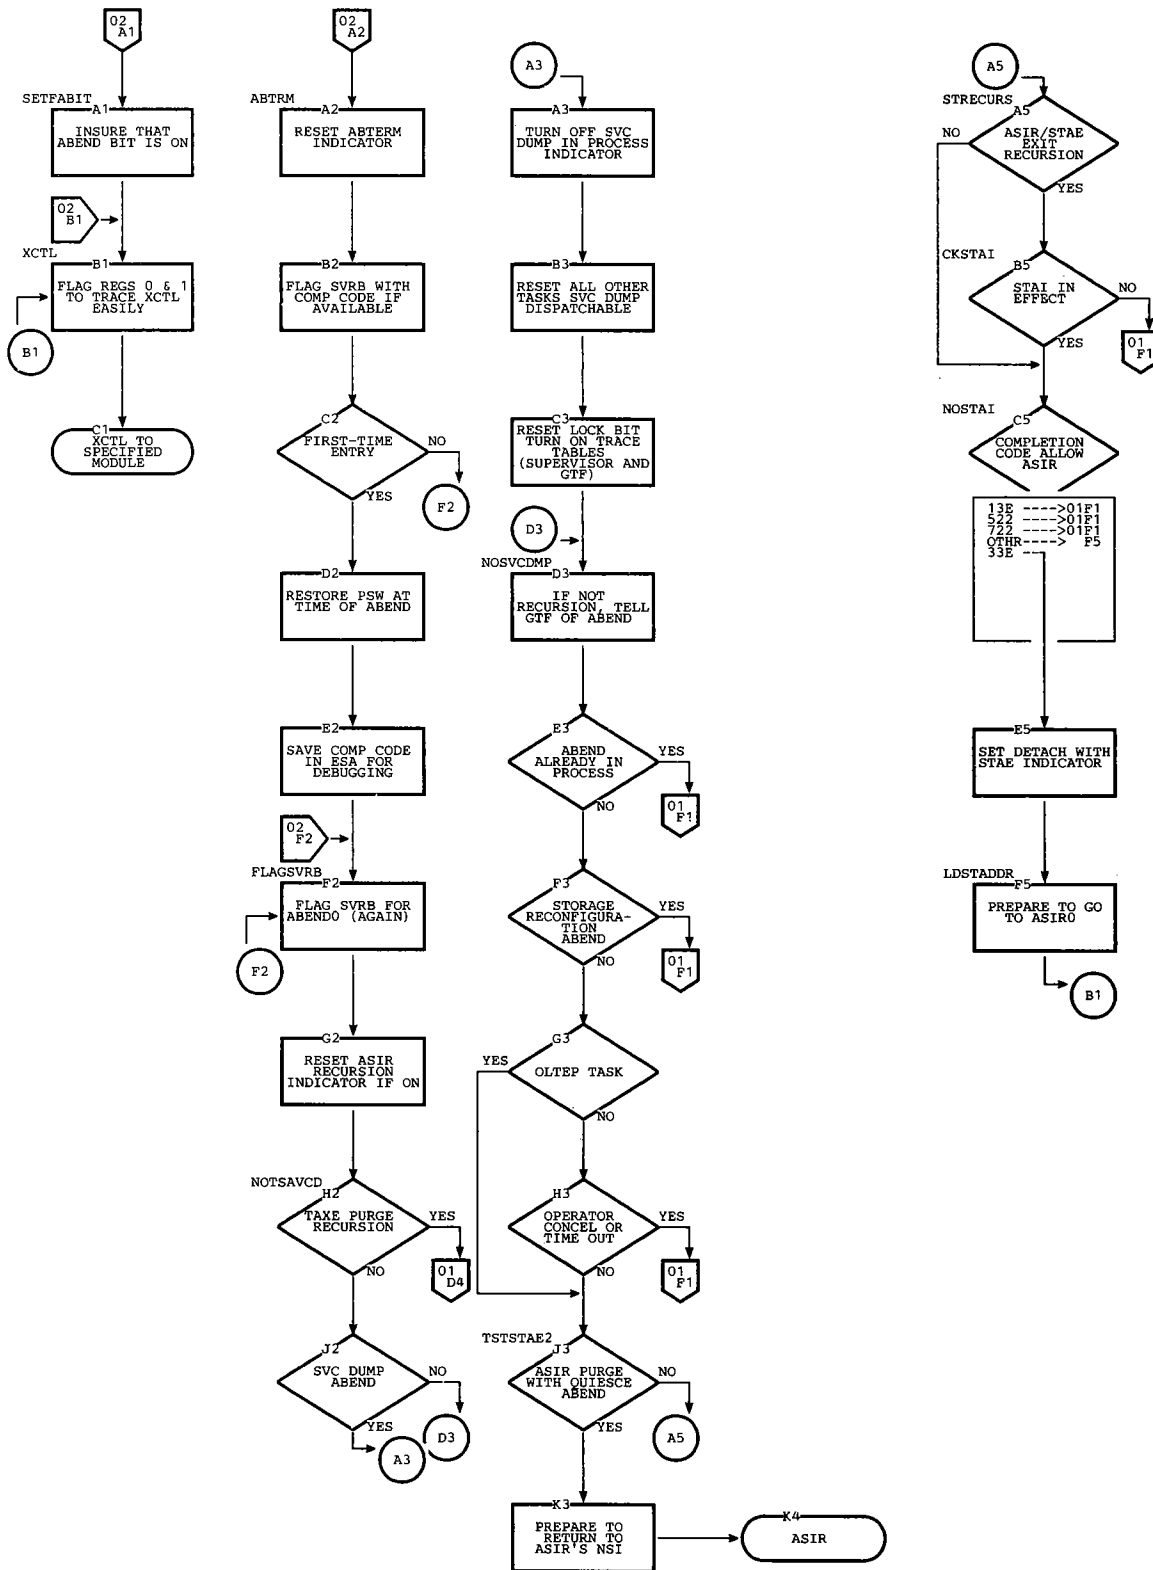 02
A1
SETFABIT
A1
INSURE THAT
ABEND BIT IS ON
02
B1
XCTL
B1
FLAG REGS 0 & 1
TO TRACE XCTL
EASILY
B1
C1
XCTL TO
SPECIFIED
MODULE
02
A2
ABTRM
A2
RESET ABTERM
INDICATOR
B2
FLAG SVRB WITH
COMP CODE IF
AVAILABLE
C2
FIRST-TIME
ENTRY
NO
YES
F2
D2
RESTORE PSW AT
TIME OF ABEND
E2
SAVE COMP CODE
IN ESA FOR
DEBUGGING
02
F2
FLAGSVRB
F2
FLAG SVRB FOR
ABEND0 (AGAIN)
F2
G2
RESET ASIR
RECURSION
INDICATOR IF ON
NOTSAVCD
H2
TAXE PURGE
RECURSION
YES
NO
01
D4
J2
SVC DUMP
ABEND
NO
YES
A3
D3
A3
A3
TURN OFF SVC
DUMP IN PROCESS
INDICATOR
B3
RESET ALL OTHER
TASKS SVC DUMP
DISPATCHABLE
C3
RESET LOCK BIT
TURN ON TRACE
TABLES
(SUPERVISOR AND
GTF)
D3
NOSVCDMP
D3
IF NOT
RECURSION, TELL
GTF OF ABEND
E3
ABEND
ALREADY IN
PROCESS
YES
NO
01
F1
F3
STORAGE
RECONFIGURA-
TION
ABEND
YES
NO
01
F1
G3
YES
OLTEP TASK
NO
H3
OPERATOR
CONCEL OR
TIME OUT
YES
NO
01
F1
TSTSTAE2
J3
ASIR PURGE
WITH QUIESCE
ABEND
NO
YES
A5
K3
PREPARE TO
RETURN TO
ASIR'S NSI
K4
ASIR
A5
STRECURS
A5
NO
ASIR/STAE
EXIT
RECURSION
YES
CKSTAI
B5
STAI IN
EFFECT
NO
YES
01
F1
NOSTAI
C5
COMPLETION
CODE ALLOW
ASIR
13E ---->01F1
522 ---->01F1
722 ---->01F1
OTHR----> F5
33E ---
E5
SET DETACH WITH
STAE INDICATOR
LDSTADDR
F5
PREPARE TO GO
TO ASIR0
B1